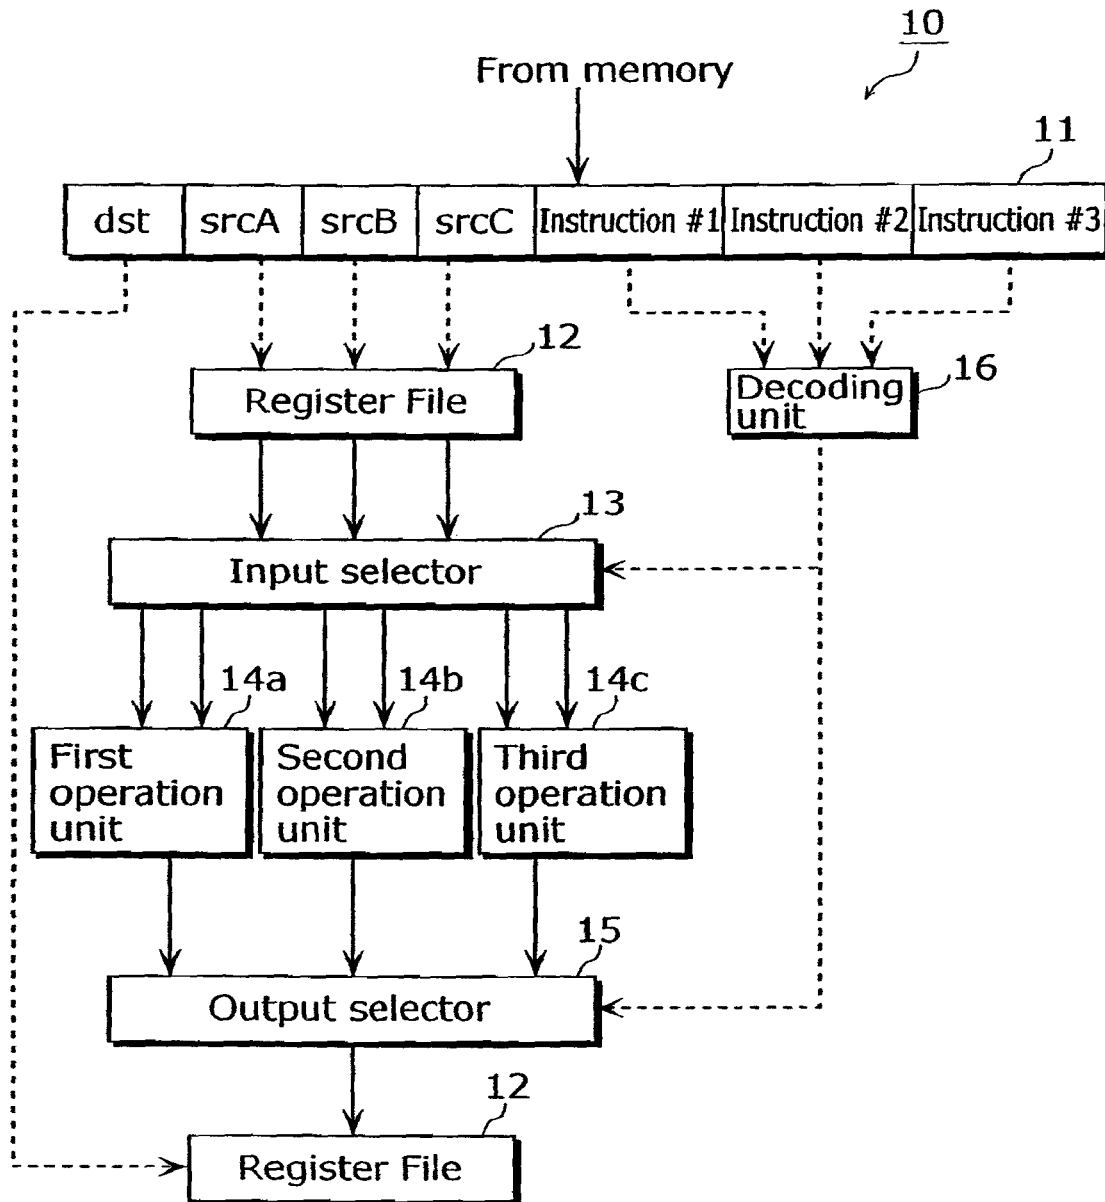 10
From memory
11
dst srcA srcB srcC Instruction #1 Instruction #2 Instruction #3
12
Register File
16
Decoding
unit
13
Input selector
14a
14b
14c
First
operation
unit
Second
operation
unit
Third
operation
unit
15
Output selector
12
Register File